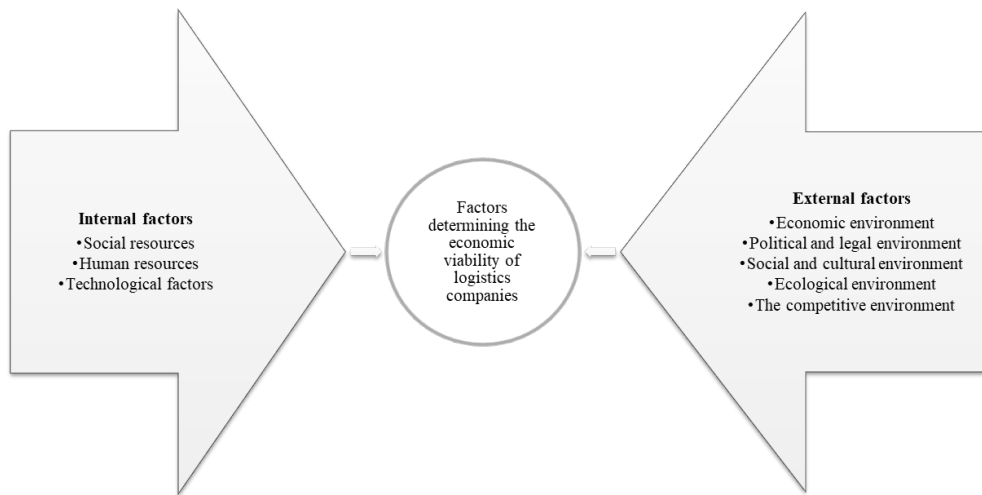 Internal factors
•Social resources
•Human resources
•Technological factors
Factors
determining the
economic
viability of
logistics
companies
External factors
•Economic environment
•Political and legal environment
•Social and cultural environment
•Ecological environment
•The competitive environment